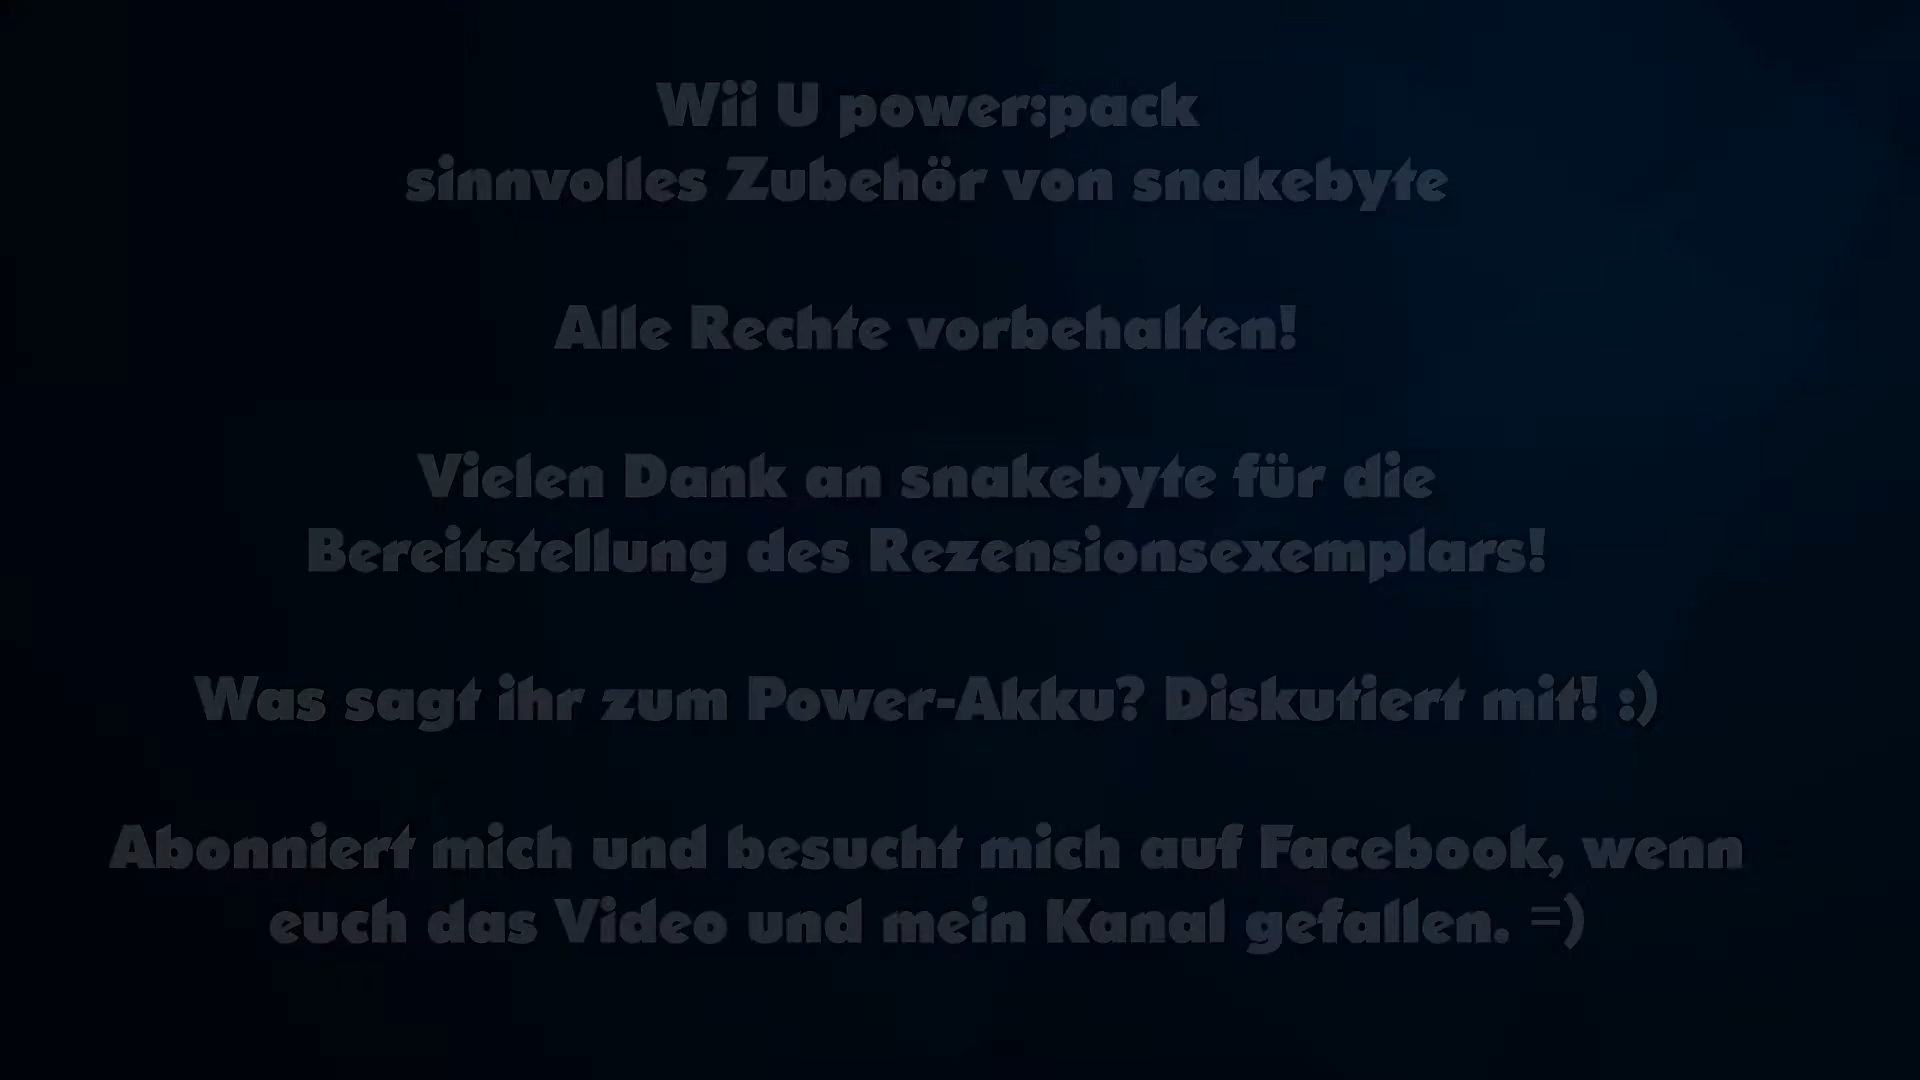 Wii U power:pack
sinnvolles Zubehör von snakebyte
Alle Rechte vorbehalten!
Vielen Dank an snakebyte für die
Bereitstellung des Rezensionsexemplars!
Was sagt ihr zum Power-Akku? Diskutiert mit! :)
Abonniert mich und besucht mich auf Facebook, wenn
euch das Video und mein Kanal gefallen. =)